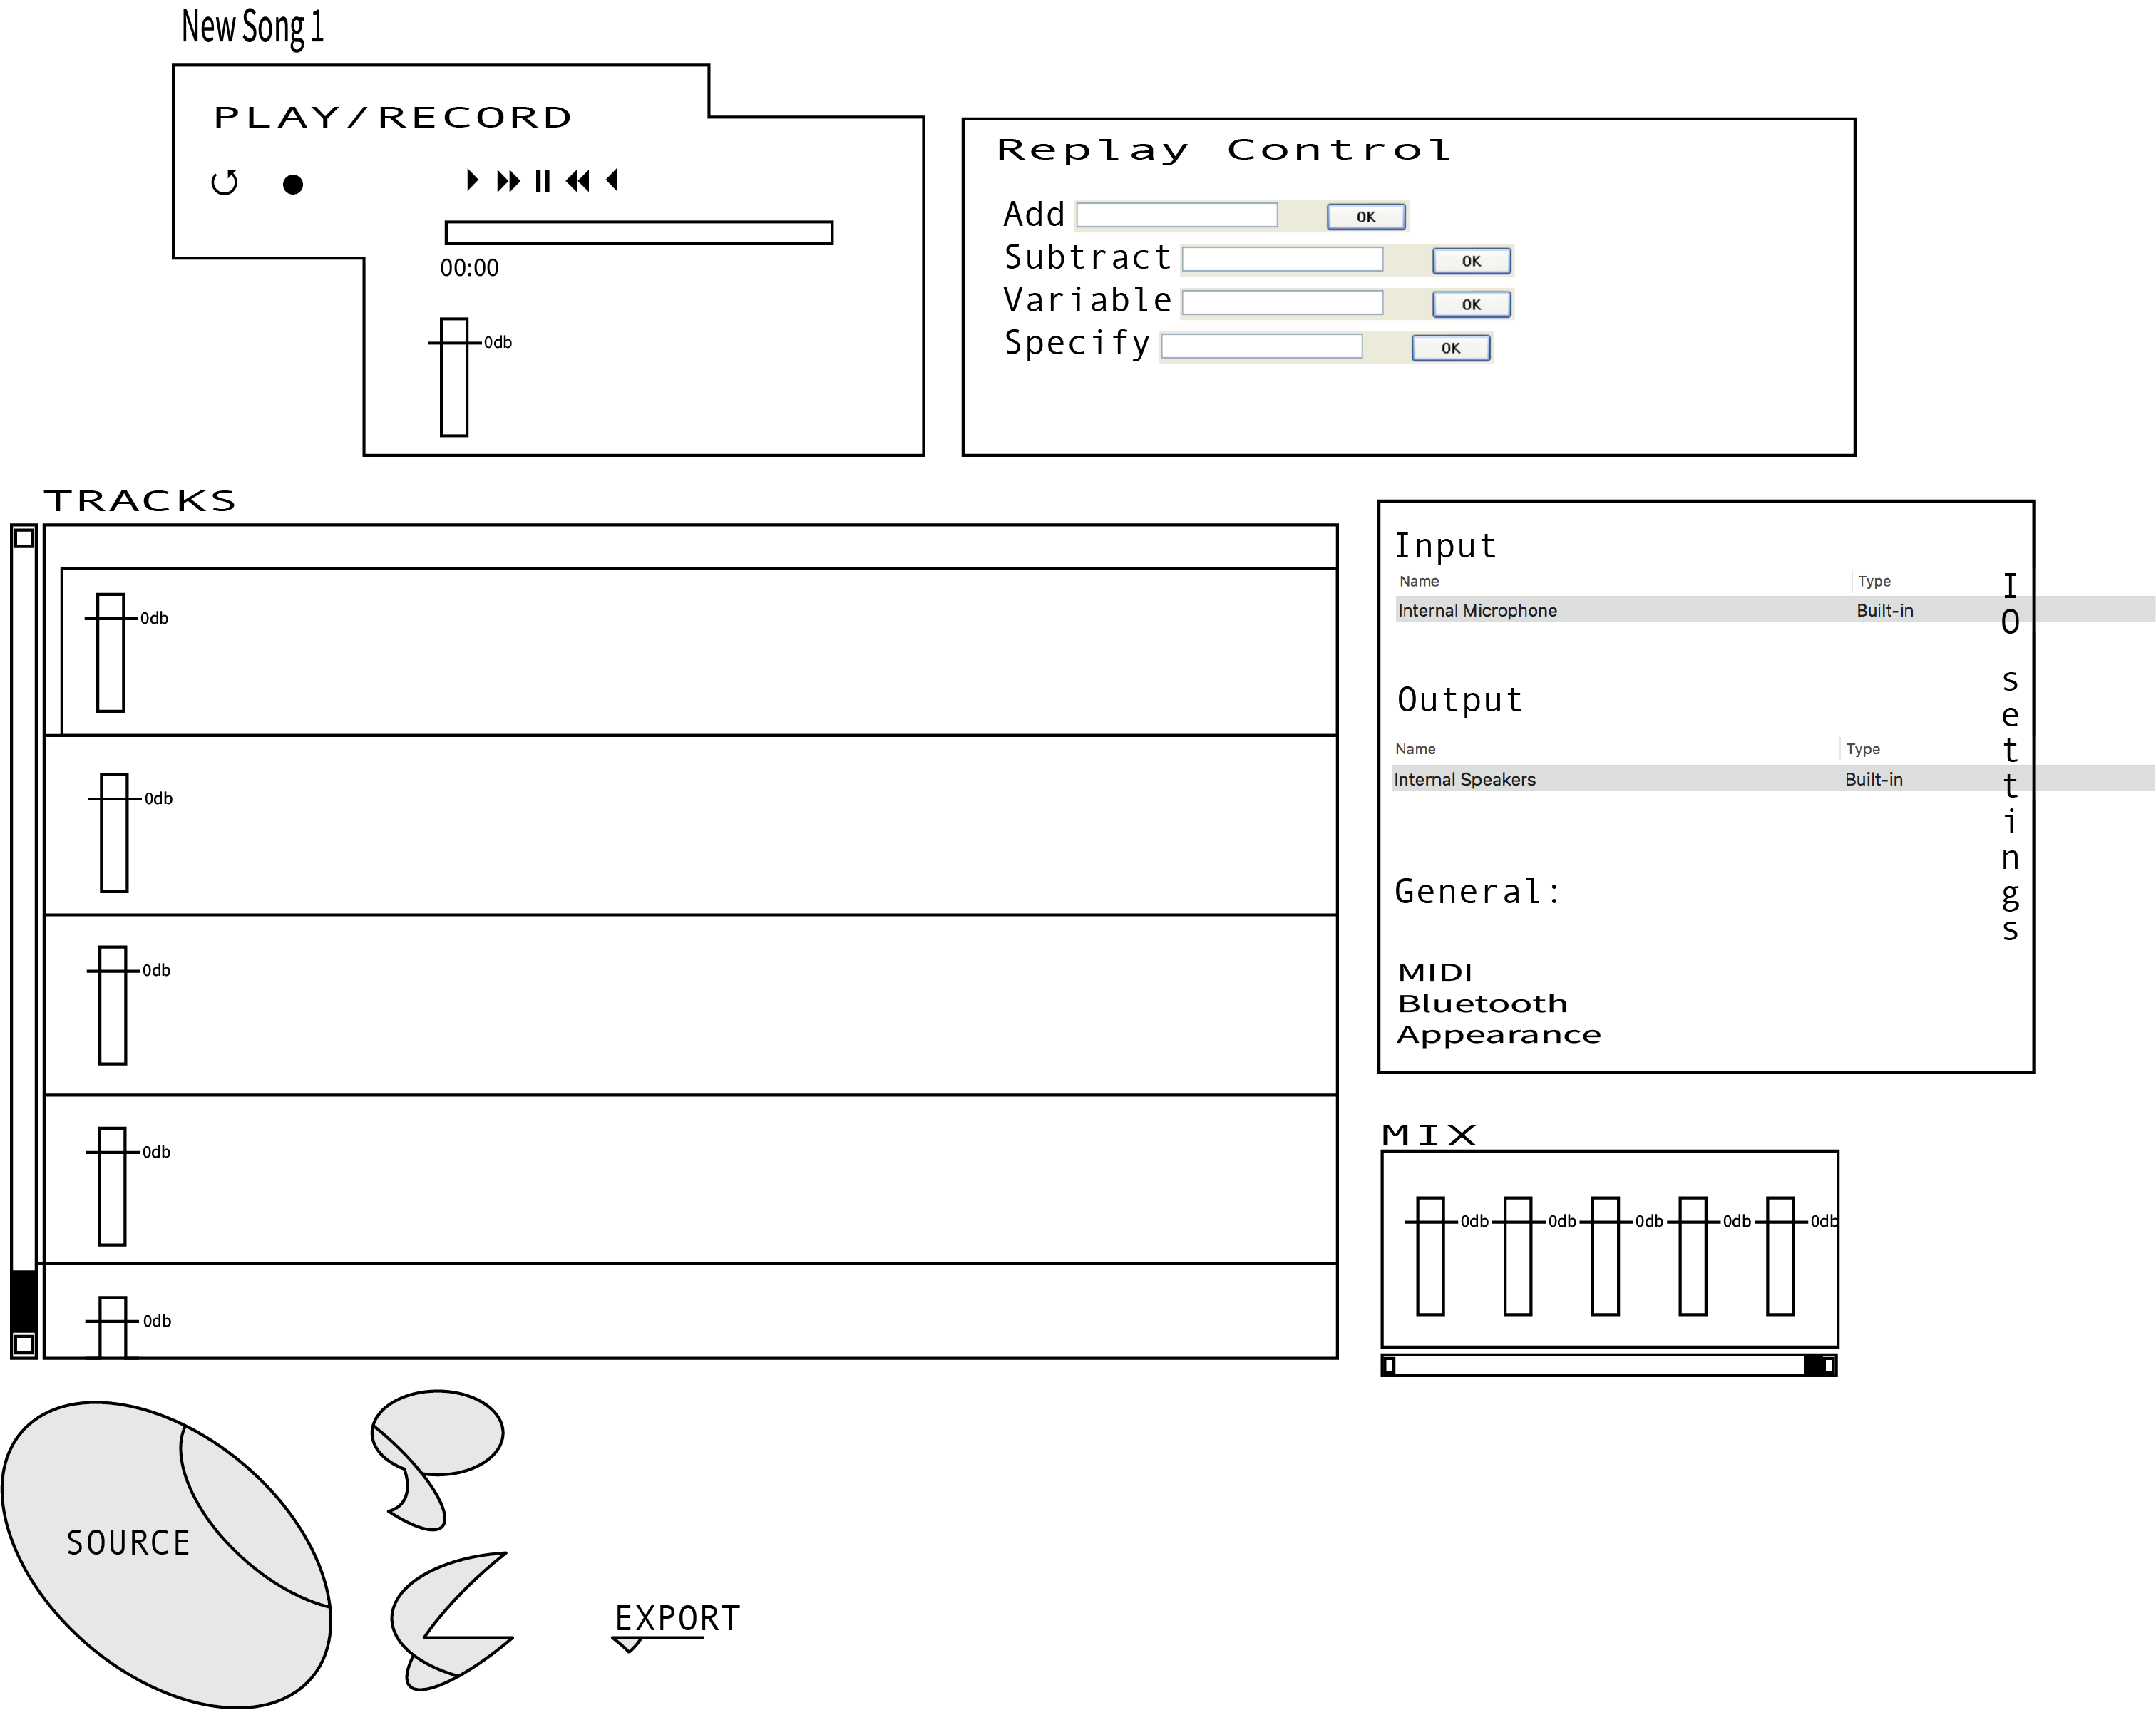 New Song 1
PLAY/RECORD
00:00
0db
Replay Control
Add OK
Subtract OK
Variable OK
Specify OK
TRACKS
0db
0db
0db
0db
0db
Input
Name Type
Internal Microphone Built-in
Output
Name Type
Internal Speakers Built-in
General:
MIDI
Bluetooth
Appearance
IO settings
MIX
0db 0db 0db 0db 0db
SOURCE
EXPORT